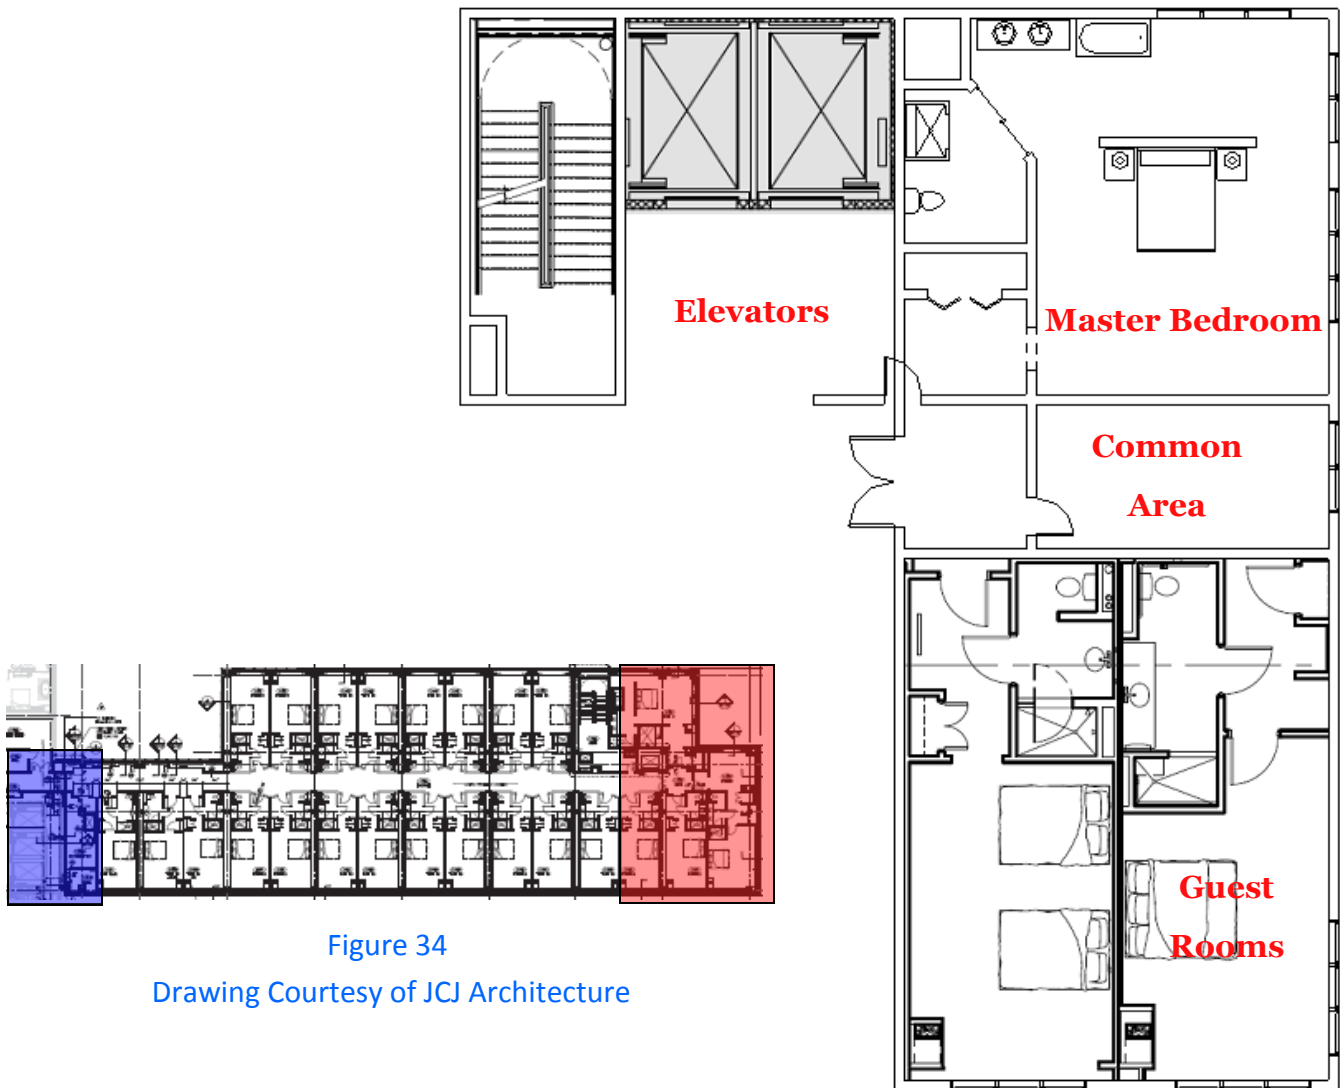 Elevators
Master Bedroom
Common
Area
Guest
Rooms
Figure 34
Drawing Courtesy of JCJ Architecture